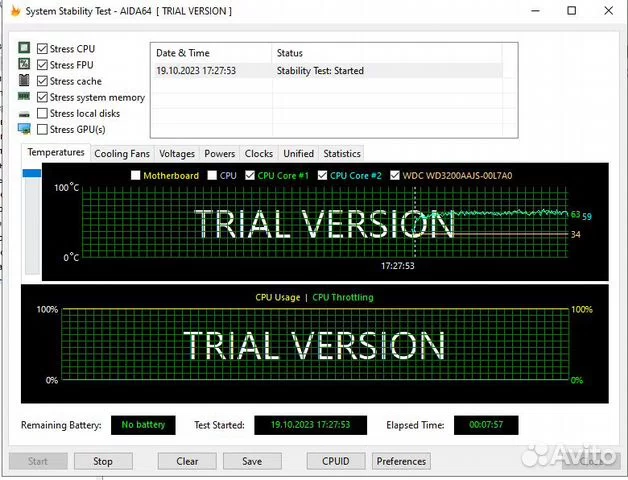 System Stability Test - AIDA64 [ TRIAL VERSION ]
Stress CPU
Stress FPU
Stress cache
Stress system memory
Stress local disks
Stress GPU(s)
Date & Time Status
19.10.2023 17:27:53 Stability Test: Started
Temperatures Cooling Fans Voltages Powers Clocks Unified Statistics
Motherboard CPU CPU Core #1 CPU Core #2 WDC WD3200AAJS-00L7A0
100°C
TRIAL VERSION
63 59
34
0°C
17:27:53
CPU Usage | CPU Throttling
100% 100%
TRIAL VERSION
0% 0%
Remaining Battery: No battery Test Started: 19.10.2023 17:27:53 Elapsed Time: 00:07:57
Start Stop Clear Save CPUID Preferences Close
Avito